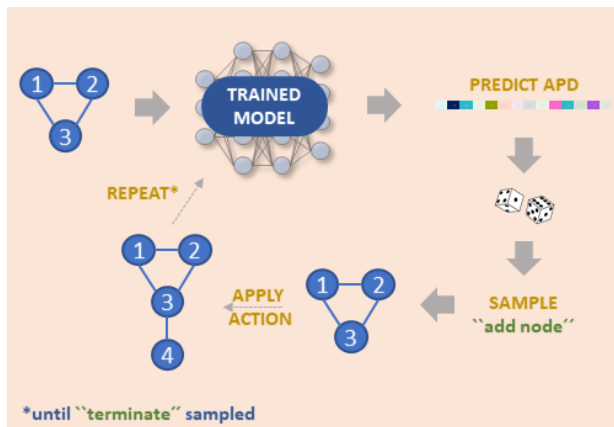 1 2
3
TRAINED
MODEL
PREDICT APD
REPEAT*
1 2
3
4
APPLY
ACTION
1 2
3
SAMPLE
``add node´´
*until ``terminate´´ sampled